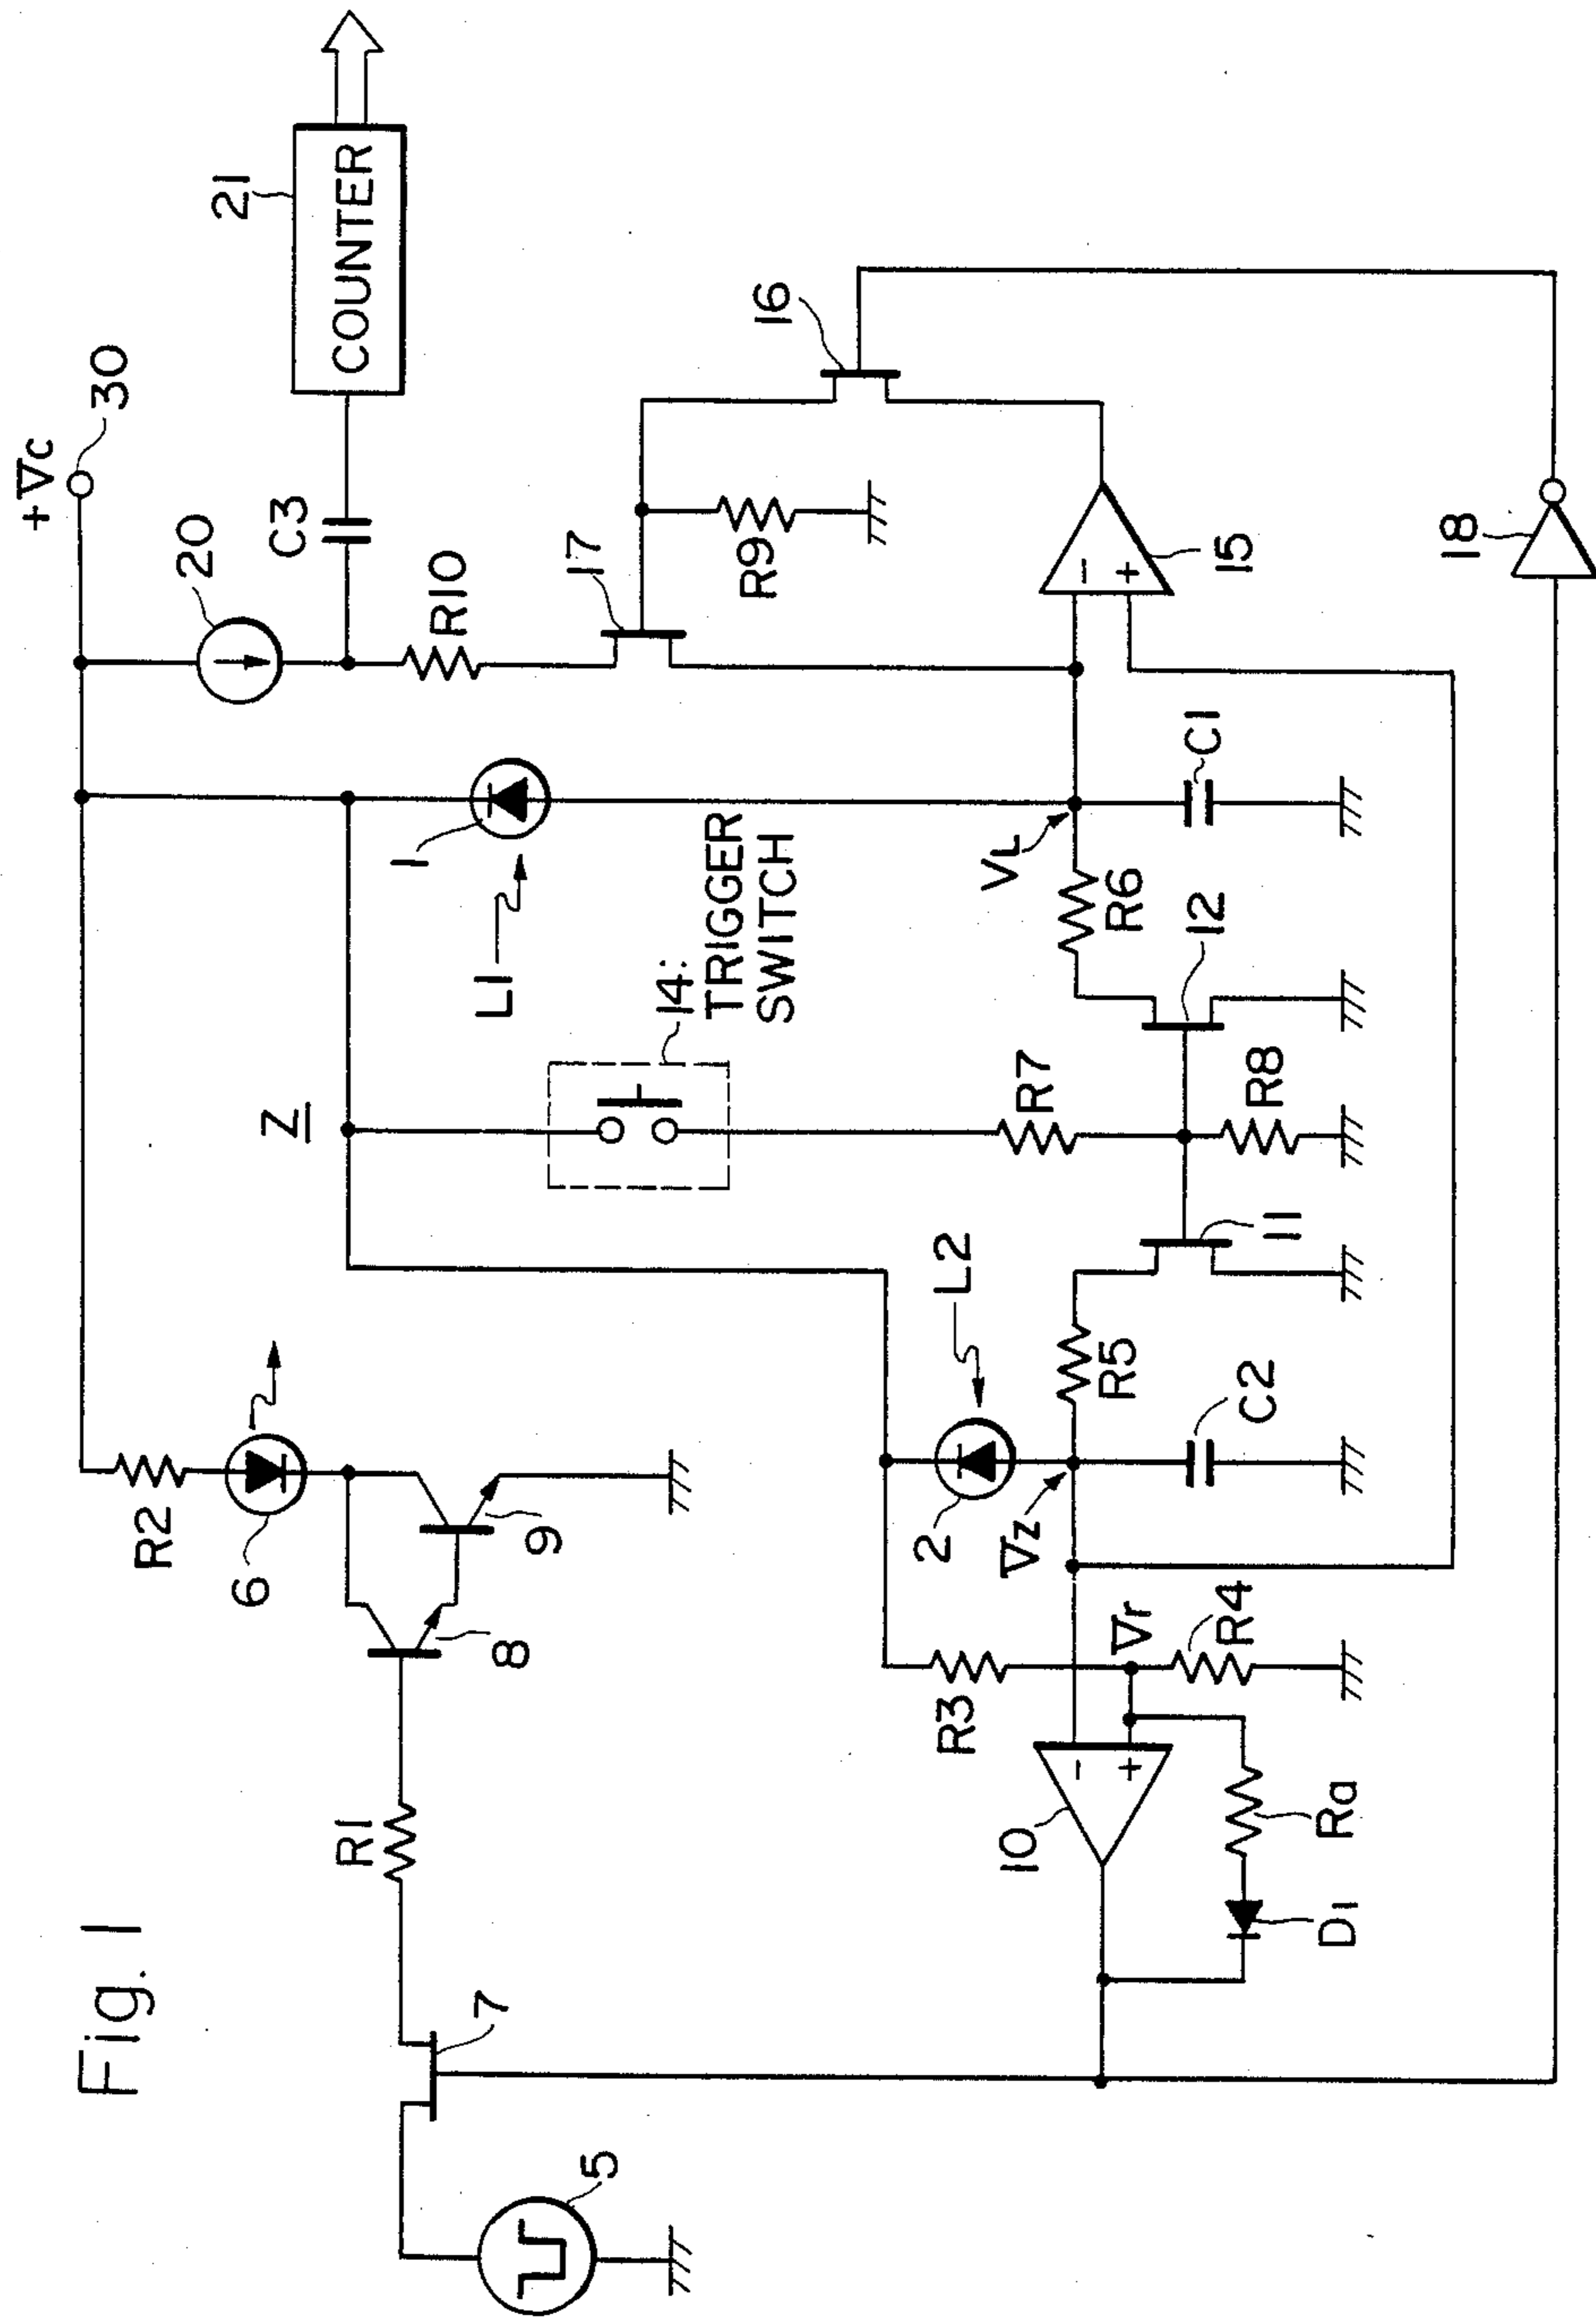 Fig. 1
+Vc
30
21
COUNTER
20
C3
R10
17
16
R9
15
18
1
L1
Z
14:
TRIGGER
SWITCH
VL
C1
R6
12
R7
R8
11
L2
R5
C2
2
Vz
R2
6
9
8
R1
R3
Vr
R4
10
Ra
D1
7
5